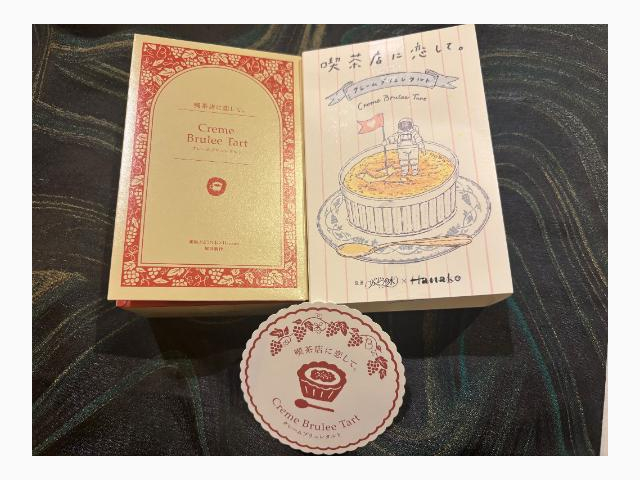 喫茶店に恋して。
Creme
Brulee Tart
クレームブリュレタルト
喫茶店に恋して。
クレームブリュレタルト
Creme Brulee Tart
× Hanako
喫茶店に恋して。
Creme Brulee Tart
クレームブリュレタルト